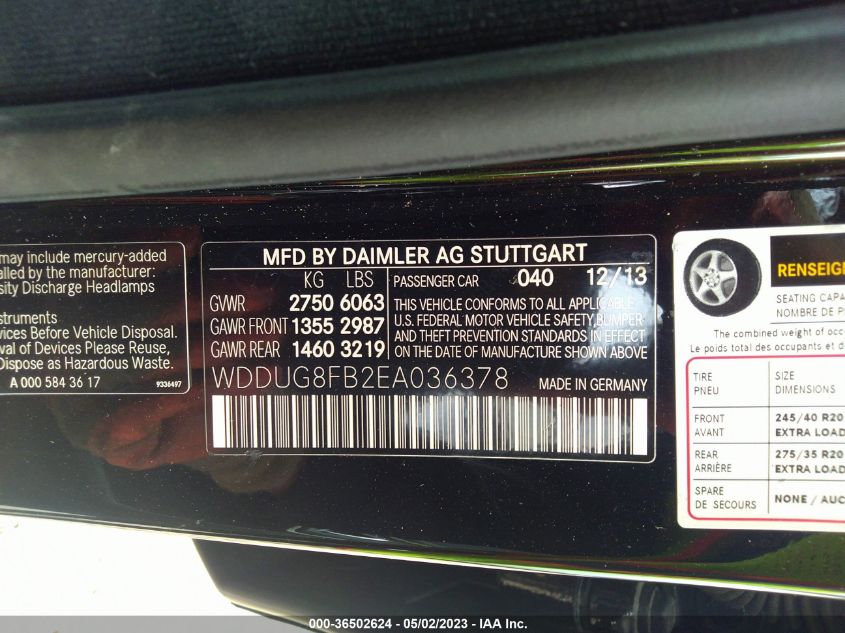 may include mercury-added
alled by the manufacturer:
sity Discharge Headlamps
nstruments
vices Before Vehicle Disposal.
val of Devices Please Reuse,
Dispose as Hazardous Waste.
A 000 584 36 17
9336497
MFD BY DAIMLER AG STUTTGART
KG LBS
GVWR 2750 6063
GAWR FRONT 1355 2987
GAWR REAR 1460 3219
PASSENGER CAR 040 12/13
THIS VEHICLE CONFORMS TO ALL APPLICABLE
U.S. FEDERAL MOTOR VEHICLE SAFETY, BUMPER
AND THEFT PREVENTION STANDARDS IN EFFECT
ON DATE OF MANUFACTURE SHOWN ABOVE
WDDUG8FB2EA036378 MADE IN GERMANY
RENSEIGN
SEATING CAPA
NOMBRE DE P
The combined weight of occu
Le poids total des occupants et d
TIRE SIZE
PNEU DIMENSIONS
FRONT 245/40 R20
AVANT EXTRA LOAD
REAR 275/35 R20
ARRIÈRE EXTRA LOAD
SPARE
DE SECOURS NONE / AUC
000-36502624 - 05/02/2023 - IAA Inc.